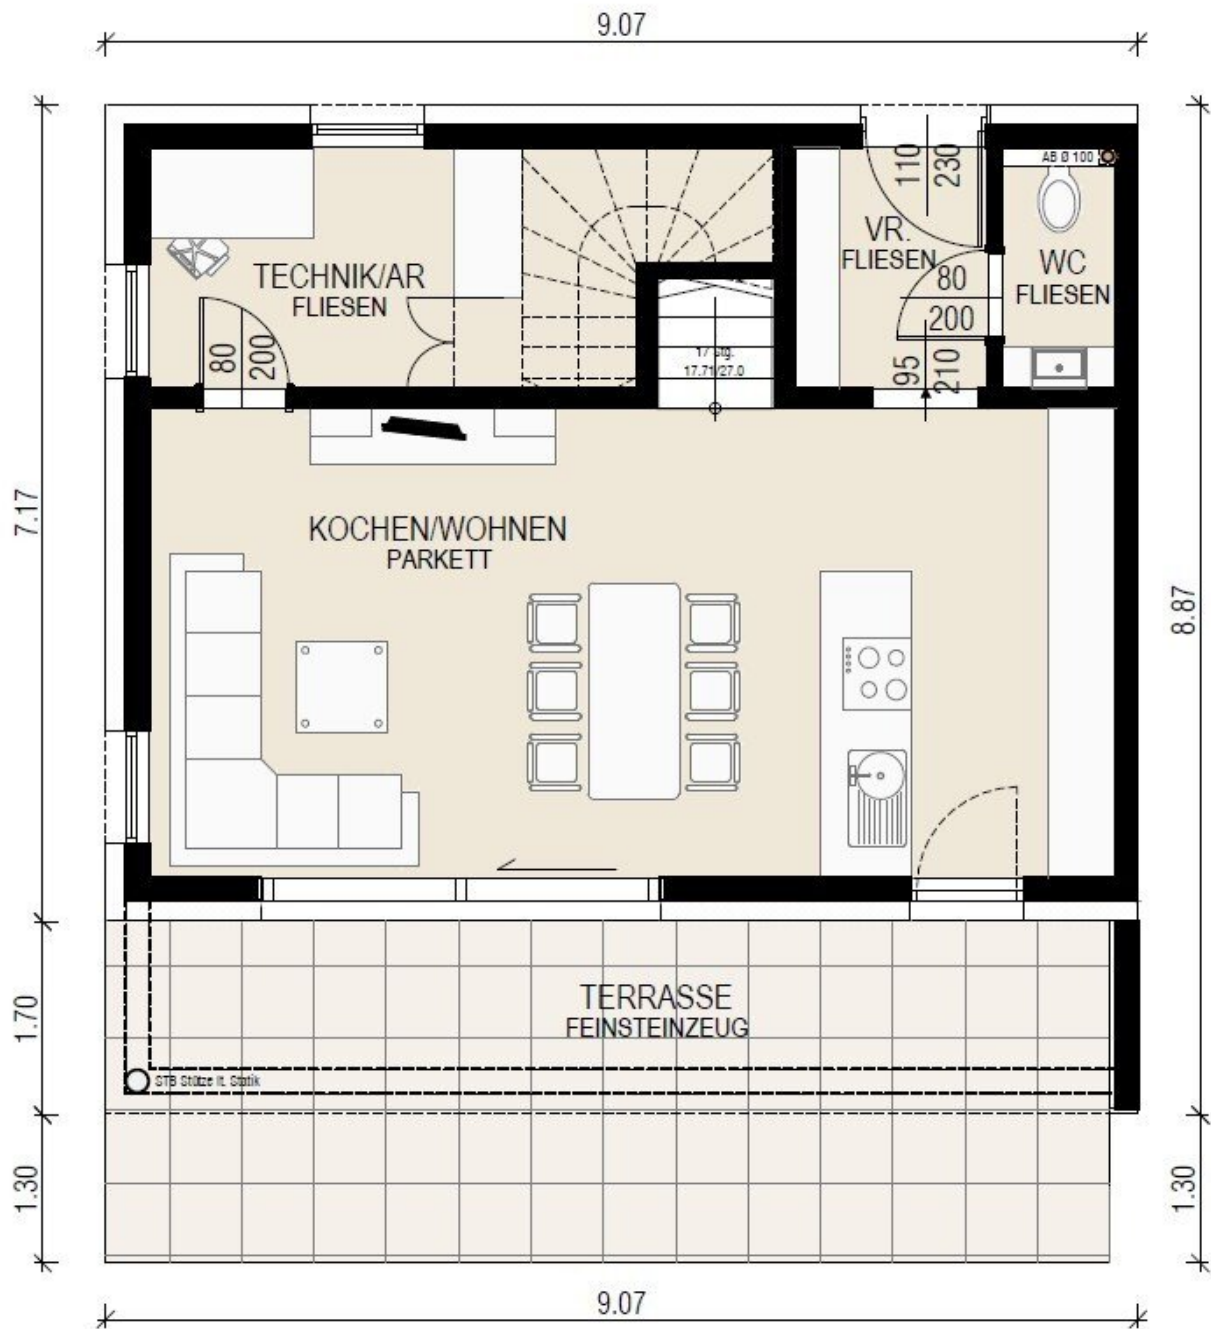 9.07
AB Ø 100
110
230
VR.
FLIESEN
WC
FLIESEN
TECHNIK/AR
FLIESEN
80
200
80
200
17 Stg.
17.71/27.0
95
210
7.17
8.87
KOCHEN/WOHNEN
PARKETT
TERRASSE
FEINSTEINZEUG
1.70
STB Stütze lt. Statik
1.30
1.30
9.07